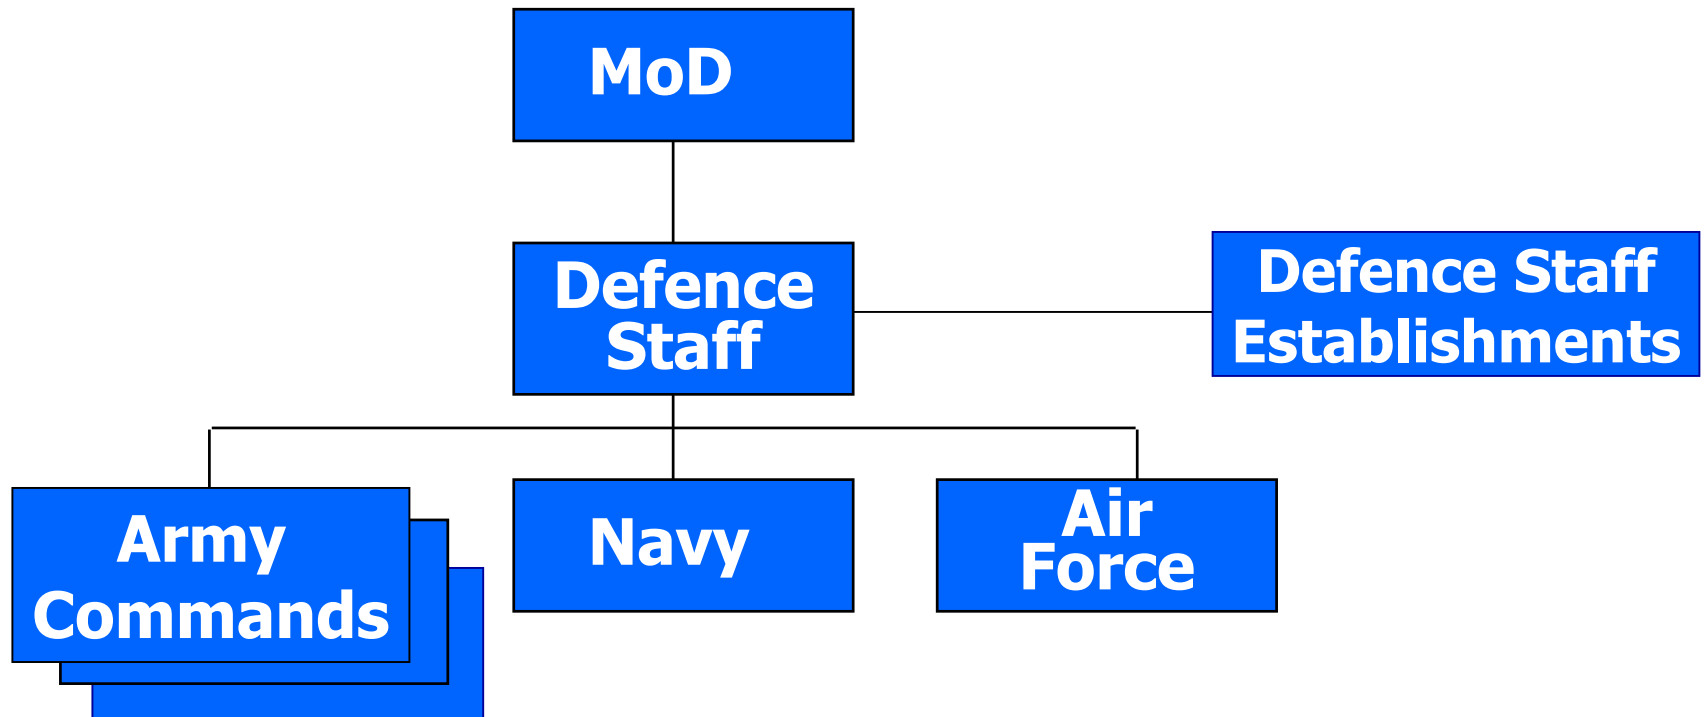 MoD
Defence
Staff
Defence Staff
Establishments
Army
Commands
Navy
Air
Force